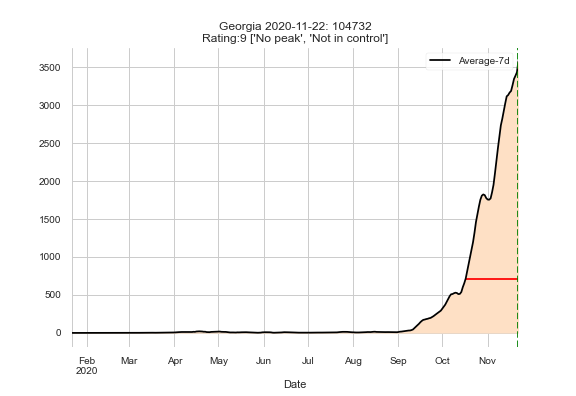 Georgia 2020-11-22: 104732
Rating:9 ['No peak', 'Not in control']
Average-7d
3500
3000
2500
2000
1500
1000
500
0
Feb Mar Apr May Jun Jul Aug Sep Oct Nov
2020
Date